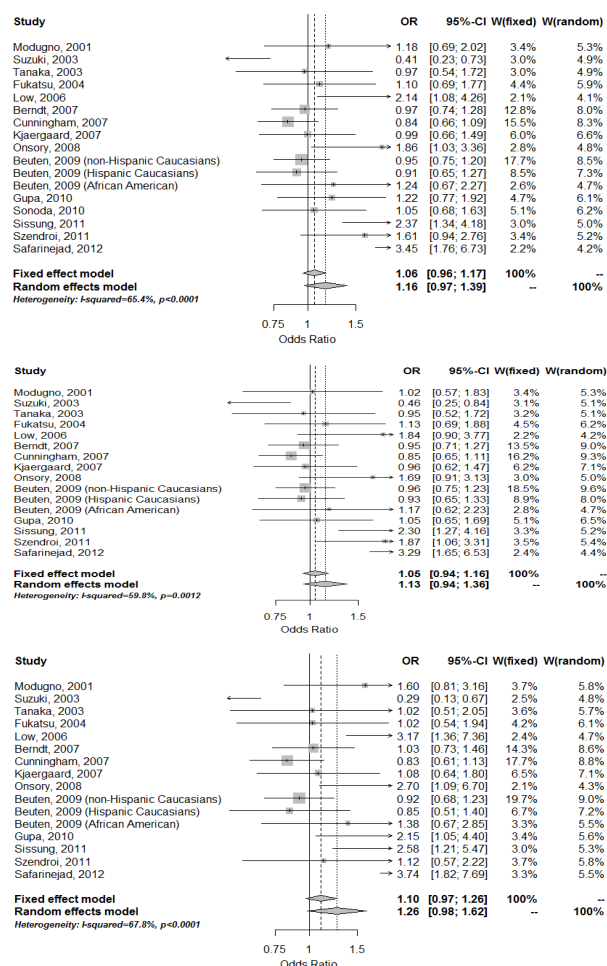 Study OR 95%-CI W(fixed) W(random)
Modugno, 2001 1.18 [0.69; 2.02] 3.4% 5.3%
Suzuki, 2003 0.41 [0.23; 0.73] 3.0% 4.9%
Tanaka, 2003 0.97 [0.54; 1.72] 3.0% 4.9%
Fukatsu, 2004 1.10 [0.69; 1.77] 4.4% 6.0%
Low, 2006 2.14 [1.08; 4.26] 2.1% 4.1%
Berndt, 2007 0.97 [0.74; 1.28] 12.8% 8.1%
Cunningham, 2007 0.84 [0.66; 1.09] 15.5% 8.3%
Kjaergaard, 2007 0.99 [0.66; 1.49] 6.0% 6.6%
Onsory, 2008 1.86 [1.03; 3.36] 2.8% 4.8%
Beuten, 2009 (non-Hispanic Caucasians) 0.95 [0.75; 1.20] 17.7% 8.5%
Beuten, 2009 (Hispanic Caucasians) 0.91 [0.65; 1.27] 8.5% 7.3%
Beuten, 2009 (African American) 1.24 [0.67; 2.27] 2.6% 4.7%
Gupa, 2010 1.22 [0.77; 1.92] 4.7% 6.1%
Sonoda, 2010 1.05 [0.68; 1.63] 5.1% 6.2%
Sissung, 2011 2.37 [1.34; 4.18] 3.0% 5.0%
Szendroi, 2011 1.61 [0.94; 2.76] 3.4% 5.2%
Safarinejad, 2012 3.45 [1.76; 6.73] 2.2% 4.2%
Fixed effect model 1.06 [0.96; 1.17] 100% --
Random effects model 1.16 [0.97; 1.39] -- 100%
Heterogeneity: I-squared=65.4%, p<0.0001
0.75 1 1.5
Odds Ratio
Study OR 95%-CI W(fixed) W(random)
Modugno, 2001 1.02 [0.57; 1.83] 3.4% 5.3%
Suzuki, 2003 0.46 [0.25; 0.84] 3.1% 5.1%
Tanaka, 2003 0.95 [0.52; 1.72] 3.2% 5.1%
Fukatsu, 2004 1.13 [0.69; 1.88] 4.5% 6.2%
Low, 2006 1.84 [0.90; 3.77] 2.2% 4.2%
Berndt, 2007 0.95 [0.71; 1.27] 13.5% 9.0%
Cunningham, 2007 0.85 [0.65; 1.11] 16.2% 9.3%
Kjaergaard, 2007 0.96 [0.62; 1.47] 6.2% 7.1%
Onsory, 2008 1.69 [0.91; 3.13] 2.9% 5.0%
Beuten, 2009 (non-Hispanic Caucasians) 0.96 [0.75; 1.23] 18.5% 9.6%
Beuten, 2009 (Hispanic Caucasians) 0.93 [0.65; 1.33] 8.9% 8.0%
Beuten, 2009 (African American) 1.17 [0.62; 2.23] 2.8% 4.7%
Gupa, 2010 1.05 [0.65; 1.69] 5.1% 6.5%
Sissung, 2011 2.30 [1.27; 4.16] 3.3% 5.2%
Szendroi, 2011 1.87 [1.06; 3.31] 3.5% 5.4%
Safarinejad, 2012 3.29 [1.65; 6.53] 2.4% 4.4%
Fixed effect model 1.05 [0.94; 1.16] 100% --
Random effects model 1.13 [0.94; 1.36] -- 100%
Heterogeneity: I-squared=59.8%, p=0.0012
0.75 1 1.5
Odds Ratio
Study OR 95%-CI W(fixed) W(random)
Modugno, 2001 1.60 [0.81; 3.16] 3.7% 5.8%
Suzuki, 2003 0.29 [0.13; 0.67] 2.5% 4.8%
Tanaka, 2003 1.02 [0.51; 2.05] 3.6% 5.7%
Fukatsu, 2004 1.02 [0.54; 1.94] 4.2% 6.1%
Low, 2006 3.17 [1.36; 7.36] 2.4% 4.7%
Berndt, 2007 1.03 [0.73; 1.46] 14.3% 8.6%
Cunningham, 2007 0.83 [0.61; 1.13] 17.7% 8.8%
Kjaergaard, 2007 1.08 [0.64; 1.80] 6.5% 7.1%
Onsory, 2008 2.70 [1.09; 6.70] 2.1% 4.3%
Beuten, 2009 (non-Hispanic Caucasians) 0.92 [0.68; 1.23] 19.7% 9.0%
Beuten, 2009 (Hispanic Caucasians) 0.85 [0.51; 1.40] 6.7% 7.2%
Beuten, 2009 (African American) 1.38 [0.67; 2.85] 3.3% 5.5%
Gupa, 2010 2.15 [1.05; 4.40] 3.4% 5.6%
Sissung, 2011 2.58 [1.21; 5.47] 3.0% 5.3%
Szendroi, 2011 1.12 [0.57; 2.22] 3.7% 5.8%
Safarinejad, 2012 3.74 [1.82; 7.69] 3.3% 5.5%
Fixed effect model 1.10 [0.97; 1.26] 100% --
Random effects model 1.26 [0.98; 1.62] -- 100%
Heterogeneity: I-squared=67.8%, p<0.0001
0.75 1 1.5
Odds Ratio